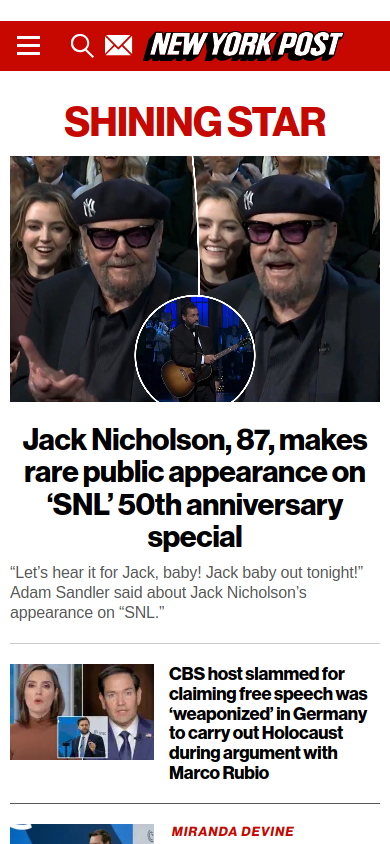 NEW YORK POST
SHINING STAR
Jack Nicholson, 87, makes
rare public appearance on
‘SNL’ 50th anniversary
special
“Let’s hear it for Jack, baby! Jack baby out tonight!”
Adam Sandler said about Jack Nicholson’s
appearance on “SNL.”
CBS host slammed for
claiming free speech was
‘weaponized’ in Germany
to carry out Holocaust
during argument with
Marco Rubio
MIRANDA DEVINE